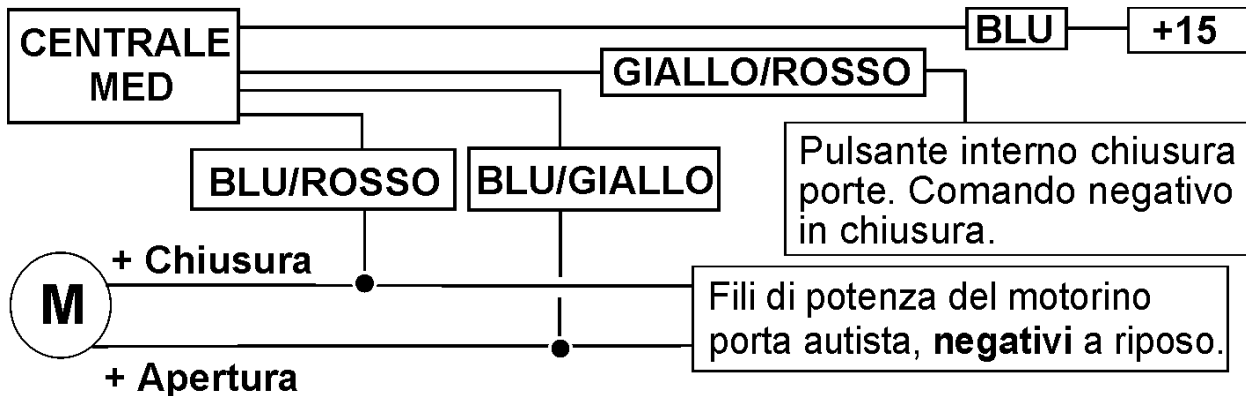 CENTRALE
MED
BLU
+15
GIALLO/ROSSO
Pulsante interno chiusura
porte. Comando negativo
in chiusura.
BLU/ROSSO
BLU/GIALLO
+ Chiusura
M
Fili di potenza del motorino
porta autista, negativi a riposo.
+ Apertura